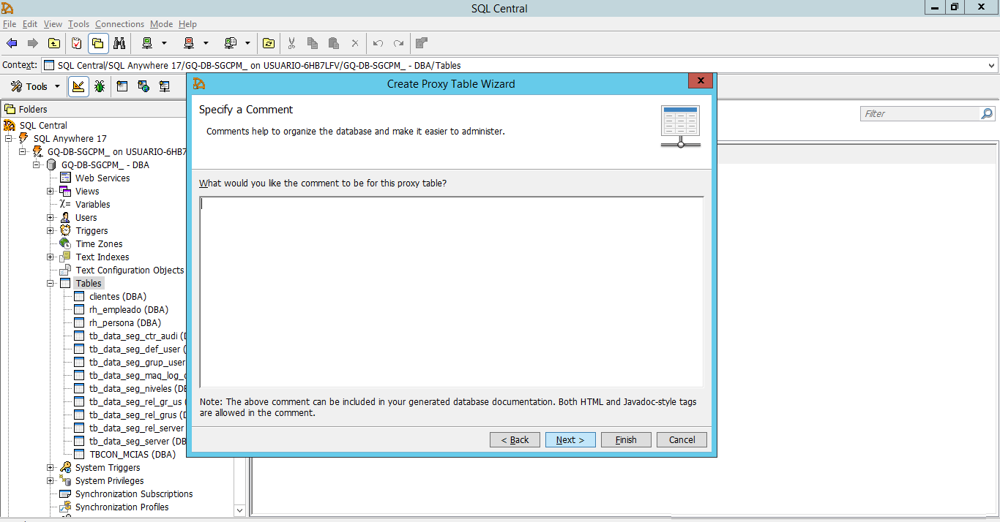 SQL Central
File Edit View Tools Connections Mode Help
Context: SQL Central/SQL Anywhere 17/GQ-DB-SGCPM_ on USUARIO-6HB7LFV/GQ-DB-SGCPM_ - DBA/Tables
Tools
Folders
SQL Central
SQL Anywhere 17
GQ-DB-SGCPM_ on USUARIO-6HB7
GQ-DB-SGCPM_ - DBA
Web Services
Views
Variables
Users
Triggers
Time Zones
Text Indexes
Text Configuration Objects
Tables
clientes (DBA)
rh_empleado (DBA)
rh_persona (DBA)
tb_data_seg_ctr_audi (D
tb_data_seg_def_user (
tb_data_seg_grup_user
tb_data_seg_maq_log_
tb_data_seg_niveles (DB
tb_data_seg_rel_gr_us (
tb_data_seg_rel_grus (D
tb_data_seg_rel_server
tb_data_seg_server (DB
TBCON_MCIAS (DBA)
System Triggers
System Privileges
Synchronization Subscriptions
Synchronization Profiles
Filter
Create Proxy Table Wizard
Specify a Comment
Comments help to organize the database and make it easier to administer.
What would you like the comment to be for this proxy table?
Note: The above comment can be included in your generated database documentation. Both HTML and Javadoc-style tags
are allowed in the comment.
< Back Next > Finish Cancel